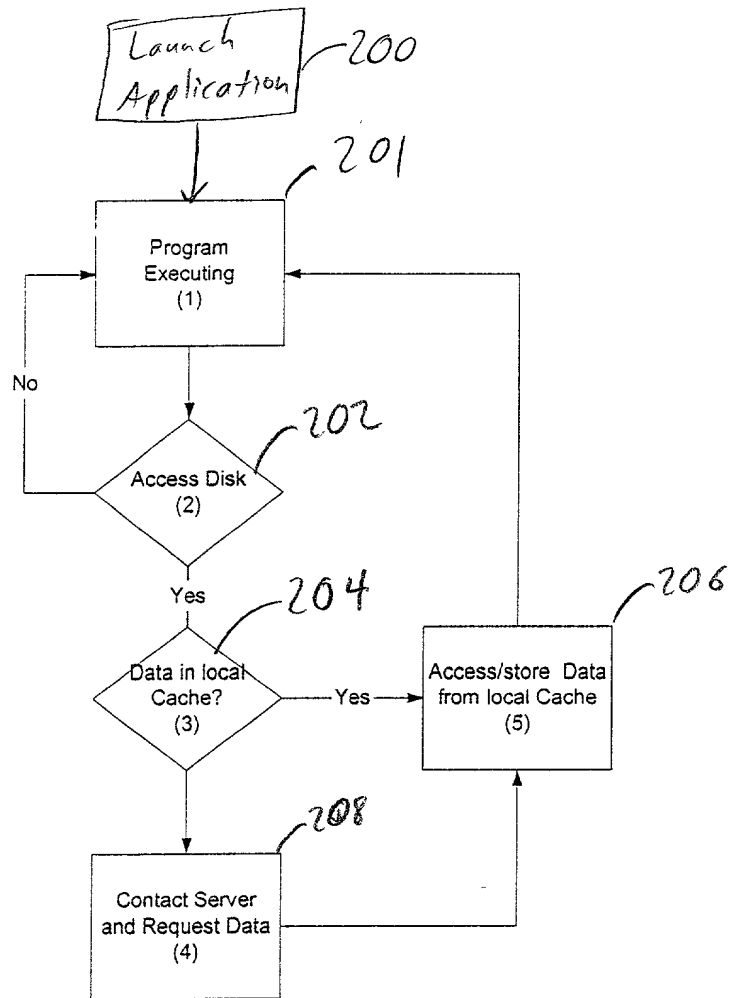 Launch
Application
200
201
Program
Executing
(1)
No
202
Access Disk
(2)
Yes
204
206
Data in local
Cache?
(3)
Yes
Access/store Data
from local Cache
(5)
208
Contact Server
and Request Data
(4)